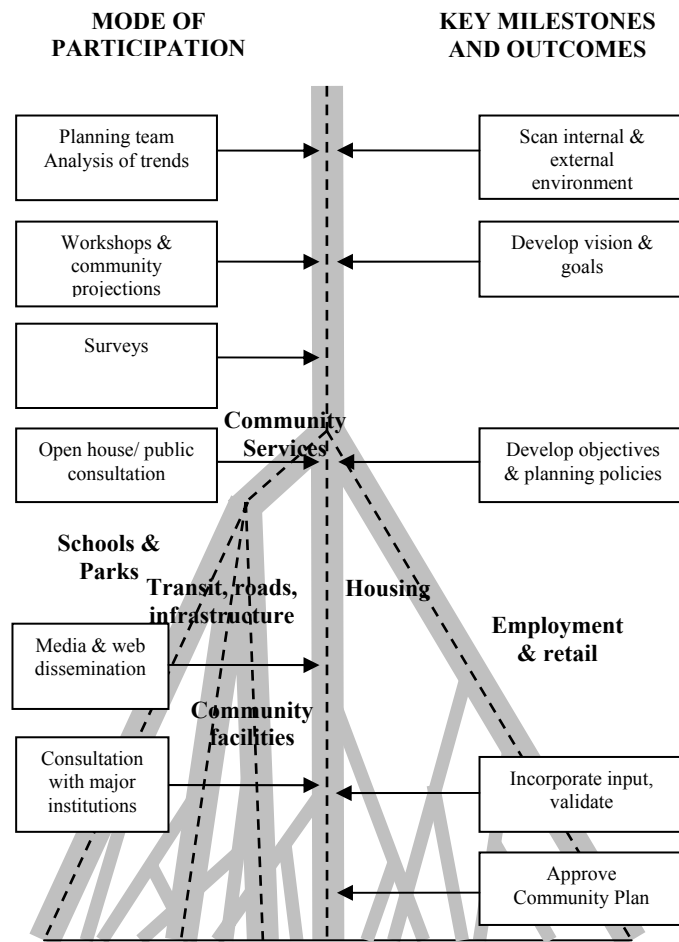 MODE OF
PARTICIPATION
KEY MILESTONES
AND OUTCOMES
Planning team
Analysis of trends
Scan internal &
external
environment
Workshops &
community
projections
Develop vision &
goals
Surveys
Community
Services
Open house/ public
consultation
Develop objectives
& planning policies
Schools &
Parks
Transit, roads,
infrastructure
Housing
Employment
& retail
Media & web
dissemination
Community
facilities
Consultation
with major
institutions
Incorporate input,
validate
Approve
Community Plan